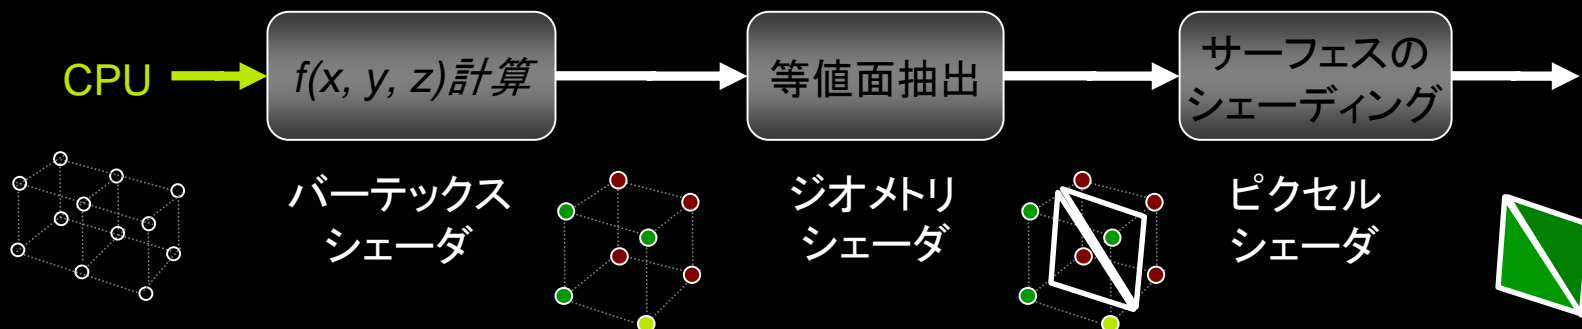 CPU
f(x, y, z)計算
等値面抽出
サーフェスの
シェーディング
バーテックス
シェーダ
ジオメトリ
シェーダ
ピクセル
シェーダ